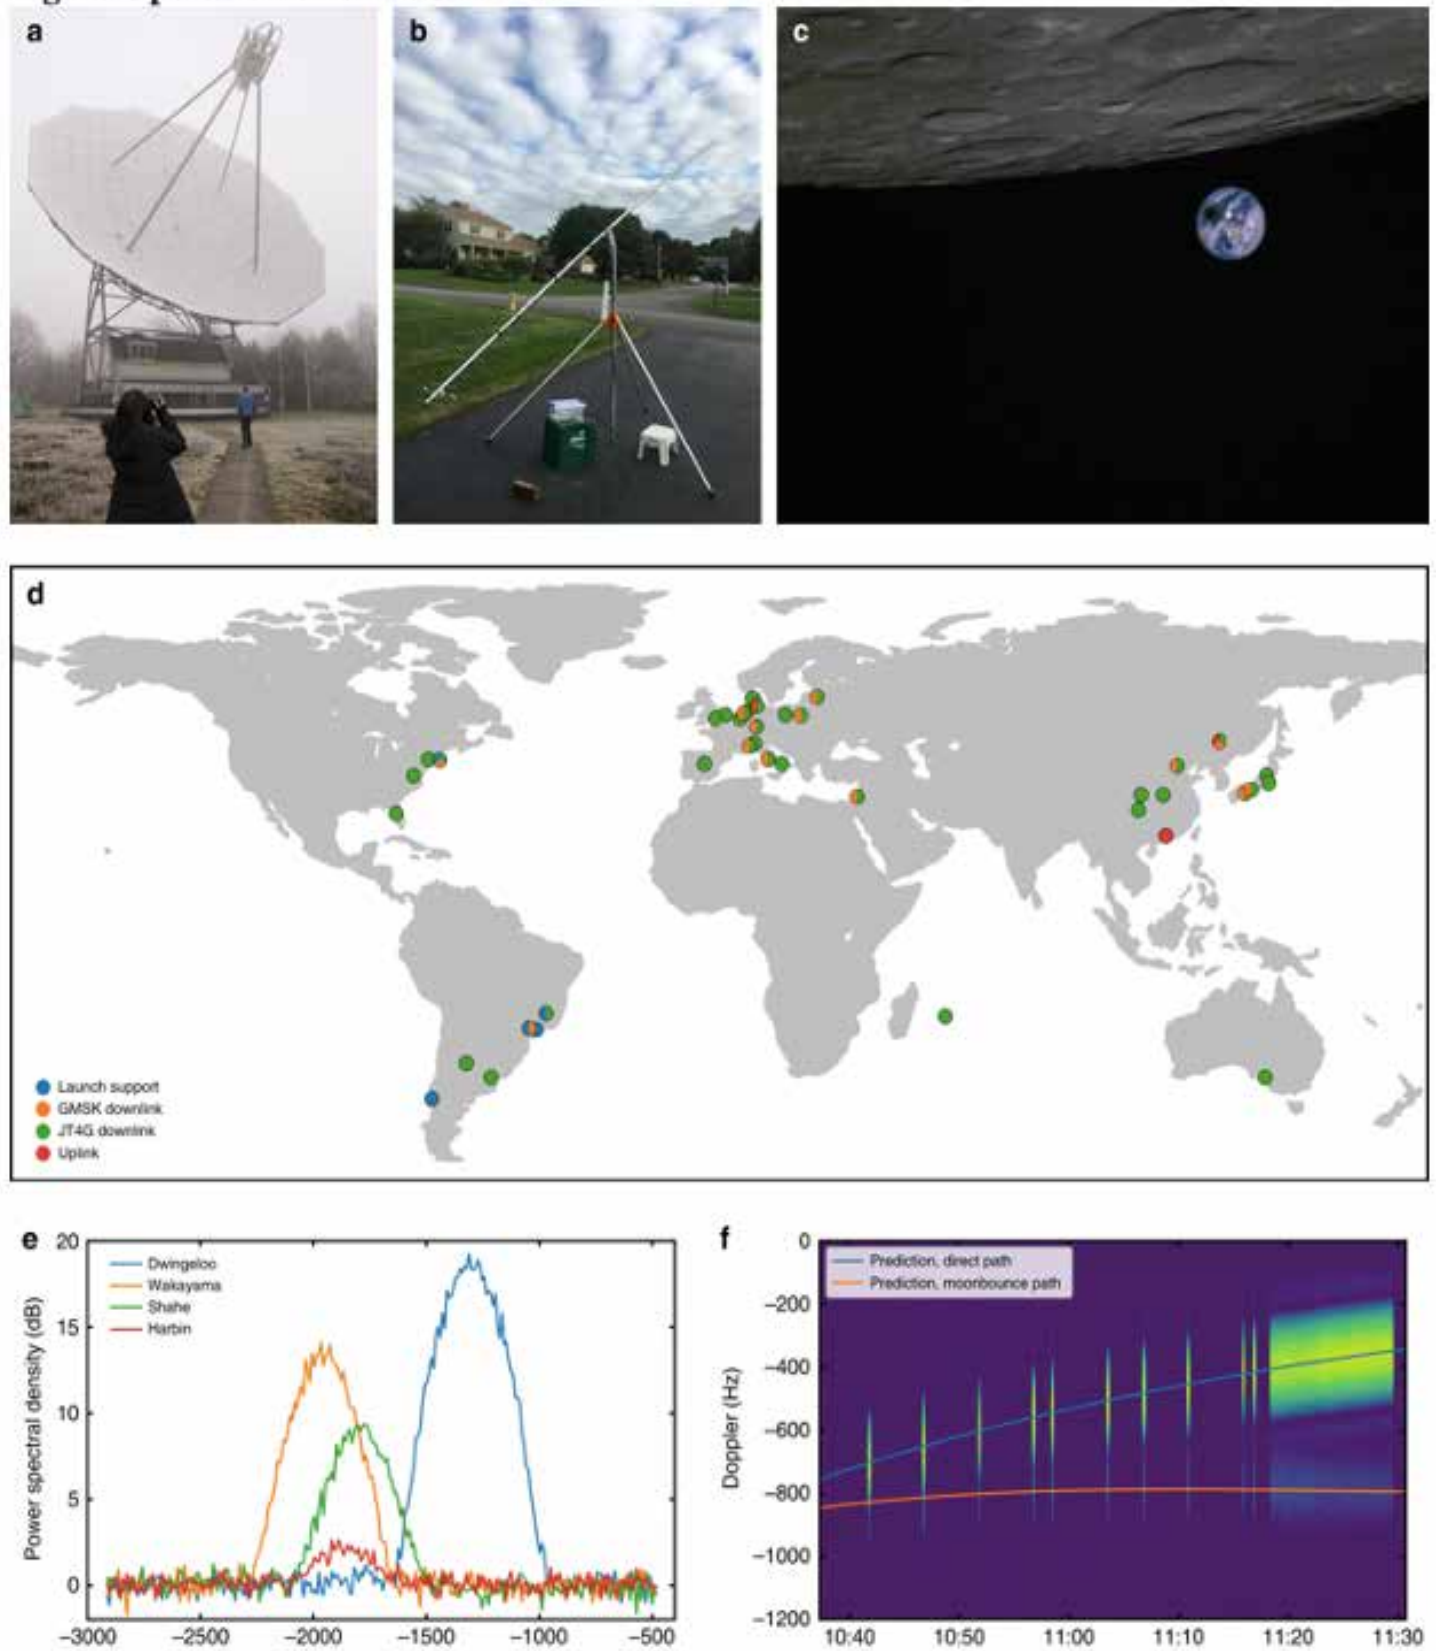 a
b
c
d
Launch support
GMSK downlink
JT4G downlink
Uplink
e
20
15
10
5
0
Power spectral density (dB)
Dwingeloo
Wakayama
Shahe
Harbin
−3000 −2500 −2000 −1500 −1000 −500
f
0
−200
−400
−600
−800
−1000
−1200
Doppler (Hz)
Prediction, direct path
Prediction, moonbounce path
10:40 10:50 11:00 11:10 11:20 11:30